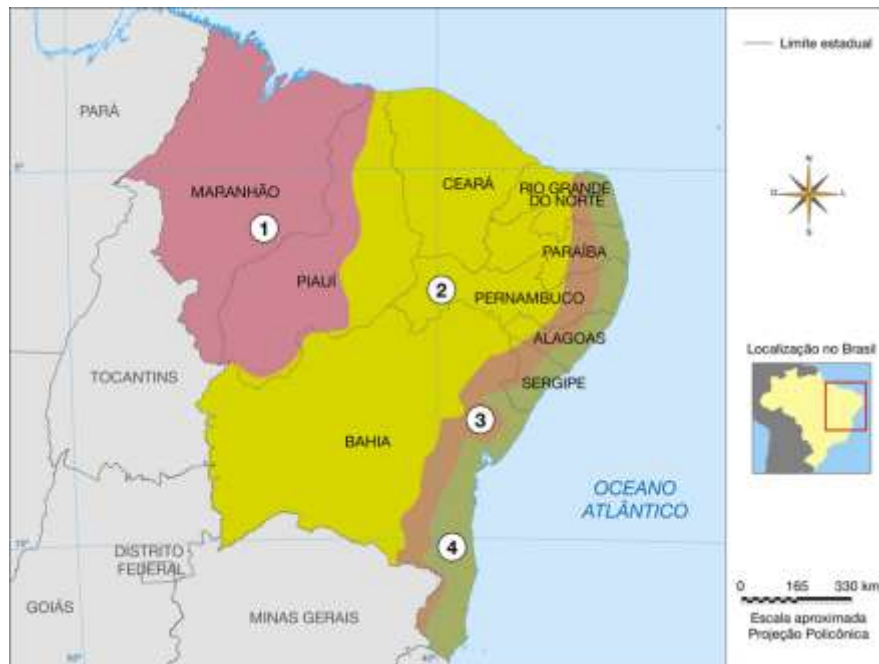 PARÁ
5°
MARANHÃO
1
CEARÁ
RIO GRANDE
DO NORTE
PARAÍBA
PIAUÍ
2
PERNAMBUCO
ALAGOAS
SERGIPE
TOCANTINS
3
BAHIA
OCEANO
ATLÂNTICO
4
DISTRITO
FEDERAL
GOIÁS
MINAS GERAIS
Limite estadual
N
O
L
S
Localização no Brasil
0 165 330 km
Escala aproximada
Projeção Policônica